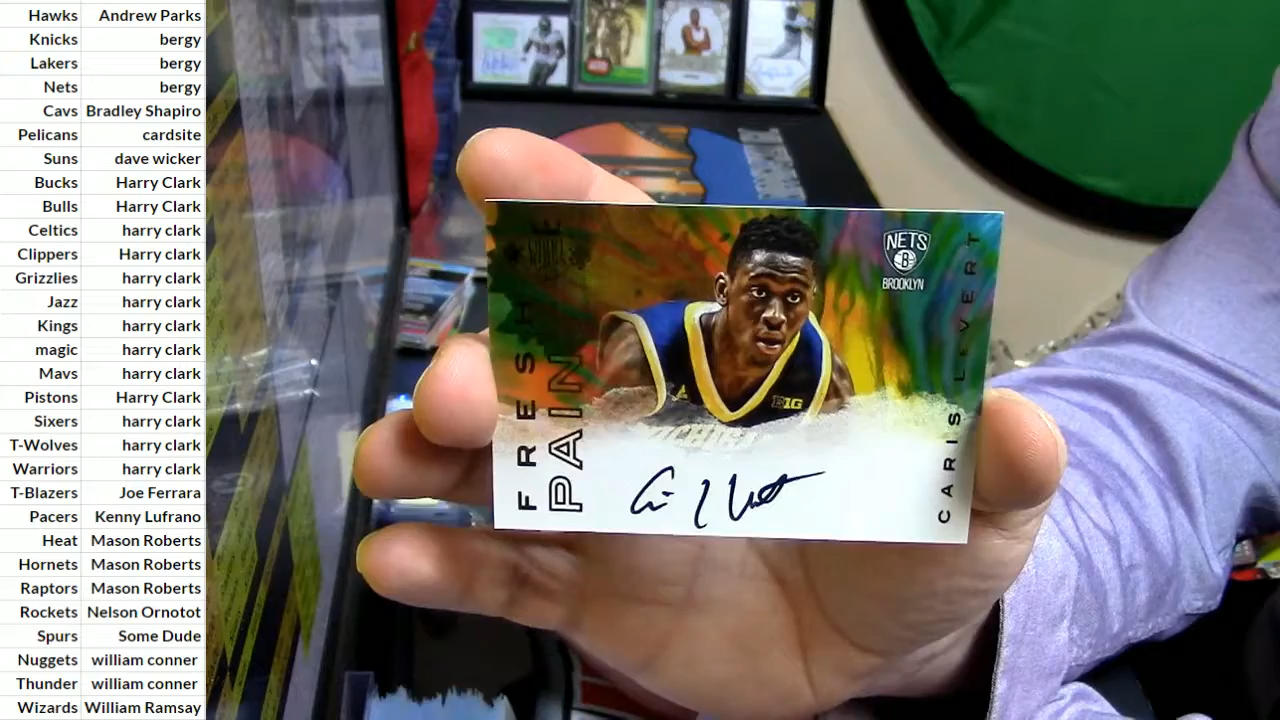 Hawks Andrew Parks
Knicks bergy
Lakers bergy
Nets bergy
Cavs Bradley Shapiro
Pelicans cardsite
Suns dave wicker
Bucks Harry Clark
Bulls Harry Clark
Celtics harry clark
Clippers Harry clark
Grizzlies harry clark
Jazz harry clark
Kings harry clark
magic harry clark
Mavs harry clark
Pistons Harry Clark
Sixers harry clark
T-Wolves harry clark
Warriors harry clark
T-Blazers Joe Ferrara
Pacers Kenny Lufrano
Heat Mason Roberts
Hornets Mason Roberts
Raptors Mason Roberts
Rockets Nelson Ornotot
Spurs Some Dude
Nuggets william conner
Thunder william conner
Wizards William Ramsay
FRESH
PAIN
NETS
B
BROOKLYN
B1G
CARIS LEVERT